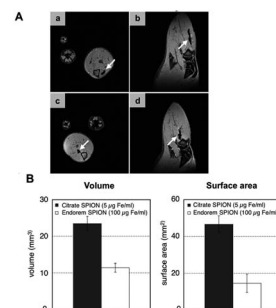 A
a
b
c
d
B
Volume
Surface area
30
Citrate SPION (5 µg Fe/ml)
Endorem SPION (100 µg Fe/ml)
20
10
0
volume (mm³)
60
Citrate SPION (5 µg Fe/ml)
Endorem SPION (100 µg Fe/ml)
40
20
0
surface area (mm²)